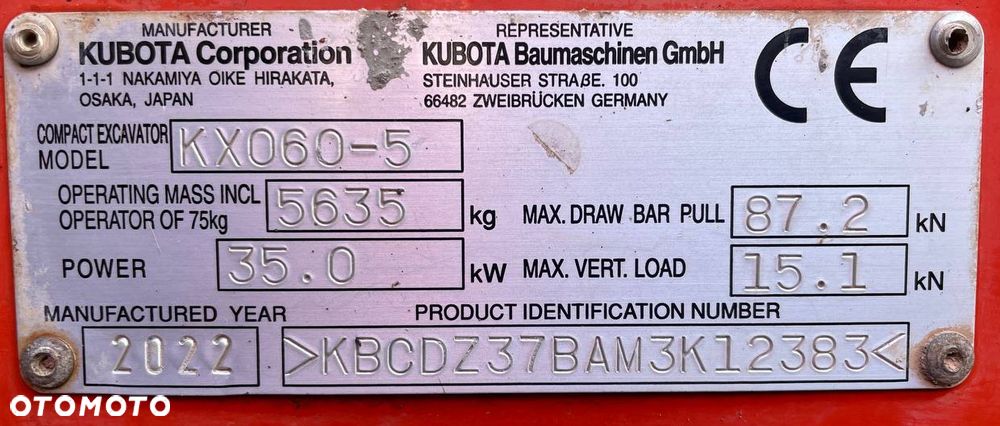 MANUFACTURER
KUBOTA Corporation
1-1-1 NAKAMIYA OIKE HIRAKATA,
OSAKA, JAPAN
REPRESENTATIVE
KUBOTA Baumaschinen GmbH
STEINHAUSER STRAßE. 100
66482 ZWEIBRÜCKEN GERMANY
CE
COMPACT EXCAVATOR
MODEL KX060-5
OPERATING MASS INCL
OPERATOR OF 75kg 5635 kg
MAX. DRAW BAR PULL 87.2 kN
POWER 35.0 kW
MAX. VERT. LOAD 15.1 kN
MANUFACTURED YEAR
2022
PRODUCT IDENTIFICATION NUMBER
>KBCDZ37BAM3K12383<
OTOMOTO